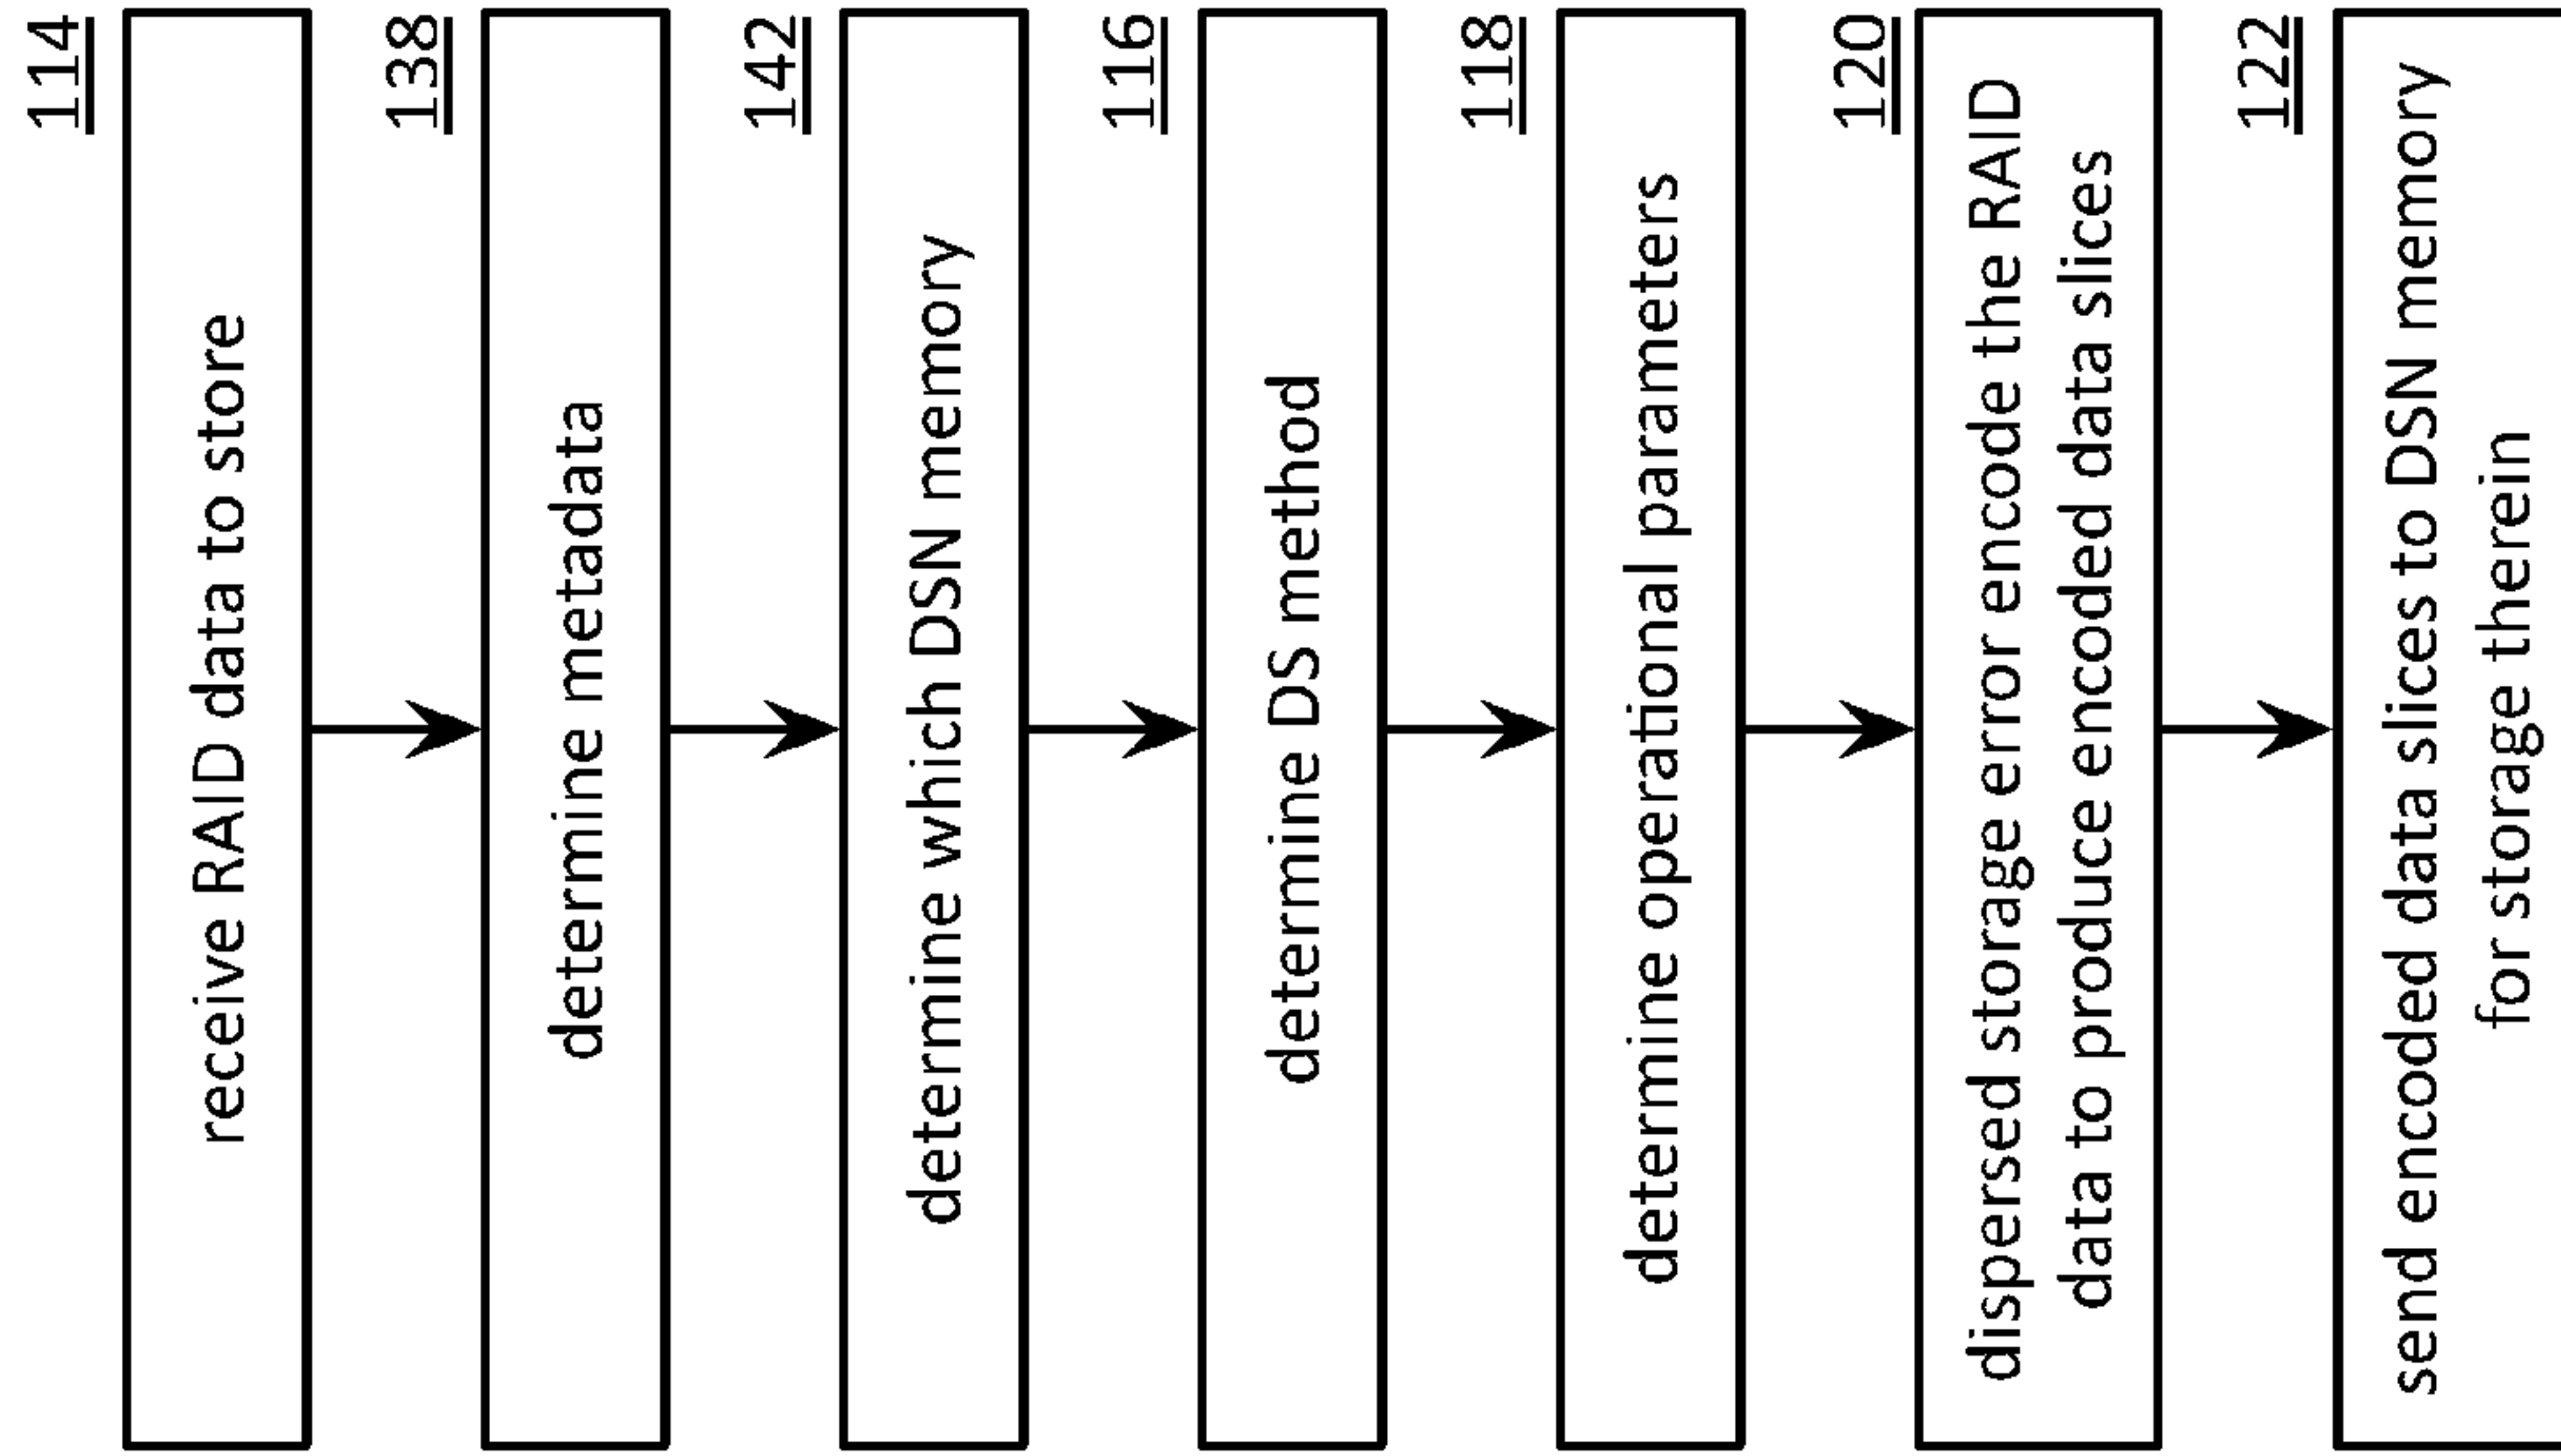 114
receive RAID data to store
138
determine metadata
142
determine which DSN memory
116
determine DS method
118
determine operational parameters
120
dispersed storage error encode the RAID
data to produce encoded data slices
122
send encoded data slices to DSN memory
for storage therein